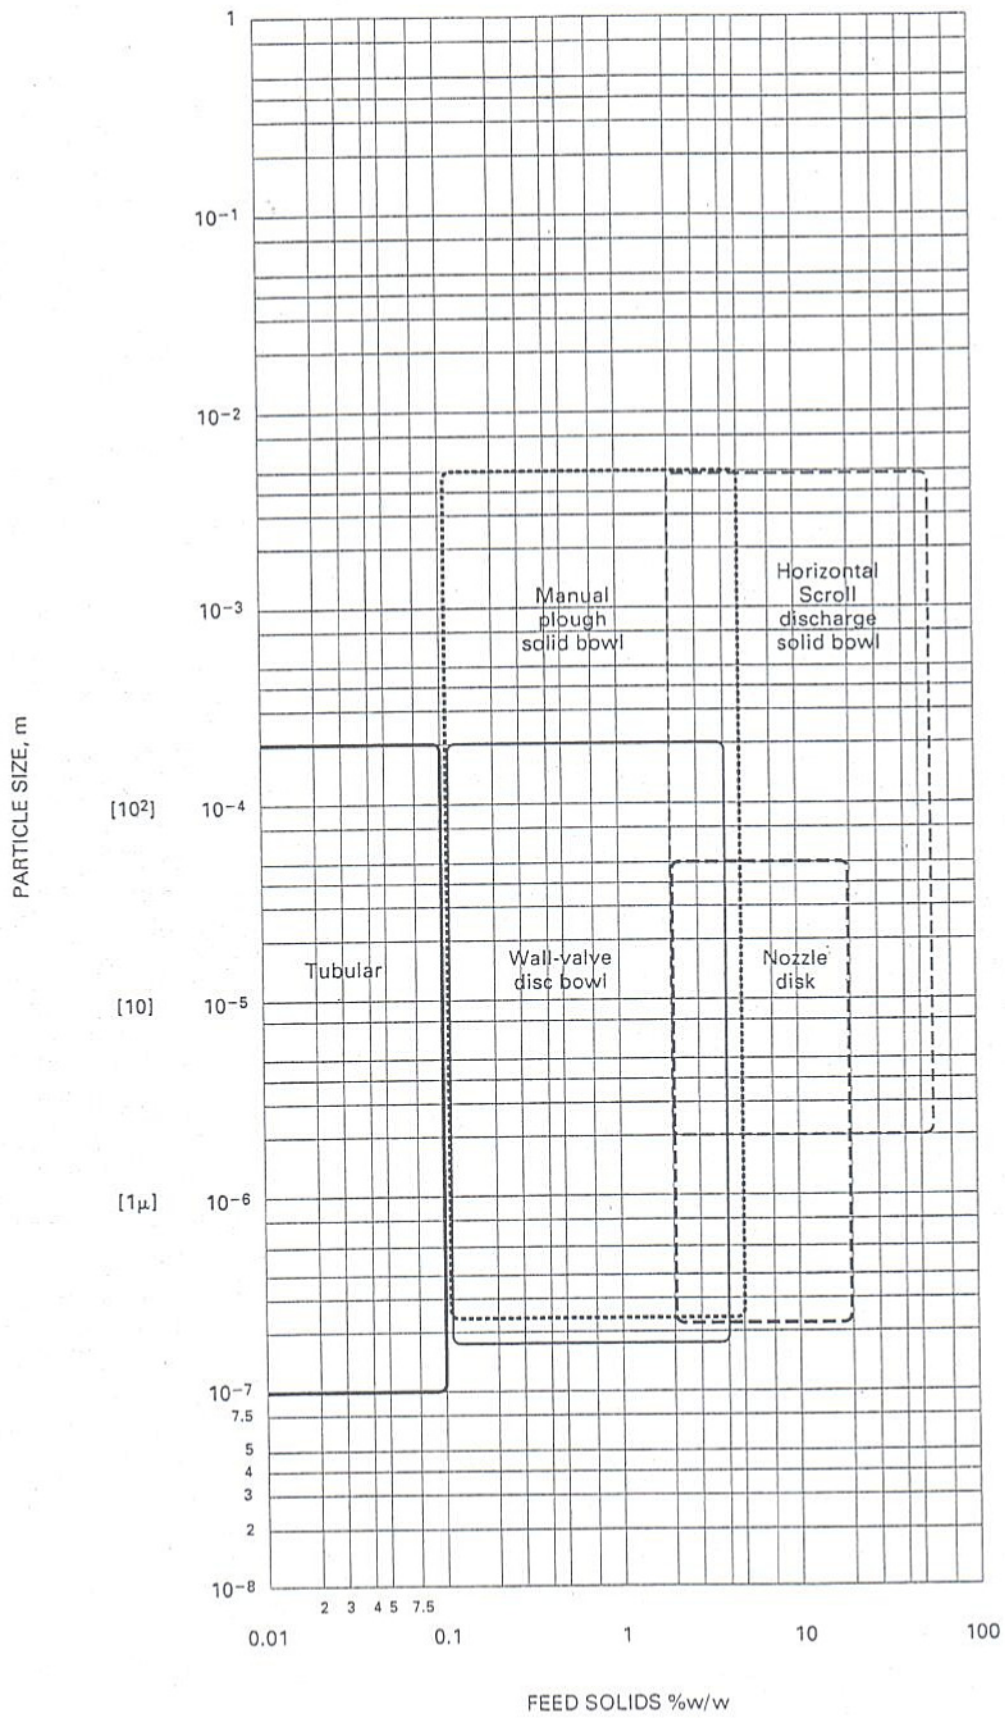 1
10⁻¹
10⁻²
Manual
plough
solid bowl
Horizontal
Scroll
discharge
solid bowl
10⁻³
PARTICLE SIZE, m
[10²] 10⁻⁴
Tubular
Wall-valve
disc bowl
Nozzle
disk
[10] 10⁻⁵
[1μ] 10⁻⁶
10⁻⁷
7.5
5
4
3
2
10⁻⁸
2 3 4 5 7.5
0.01 0.1 1 10 100
FEED SOLIDS %w/w